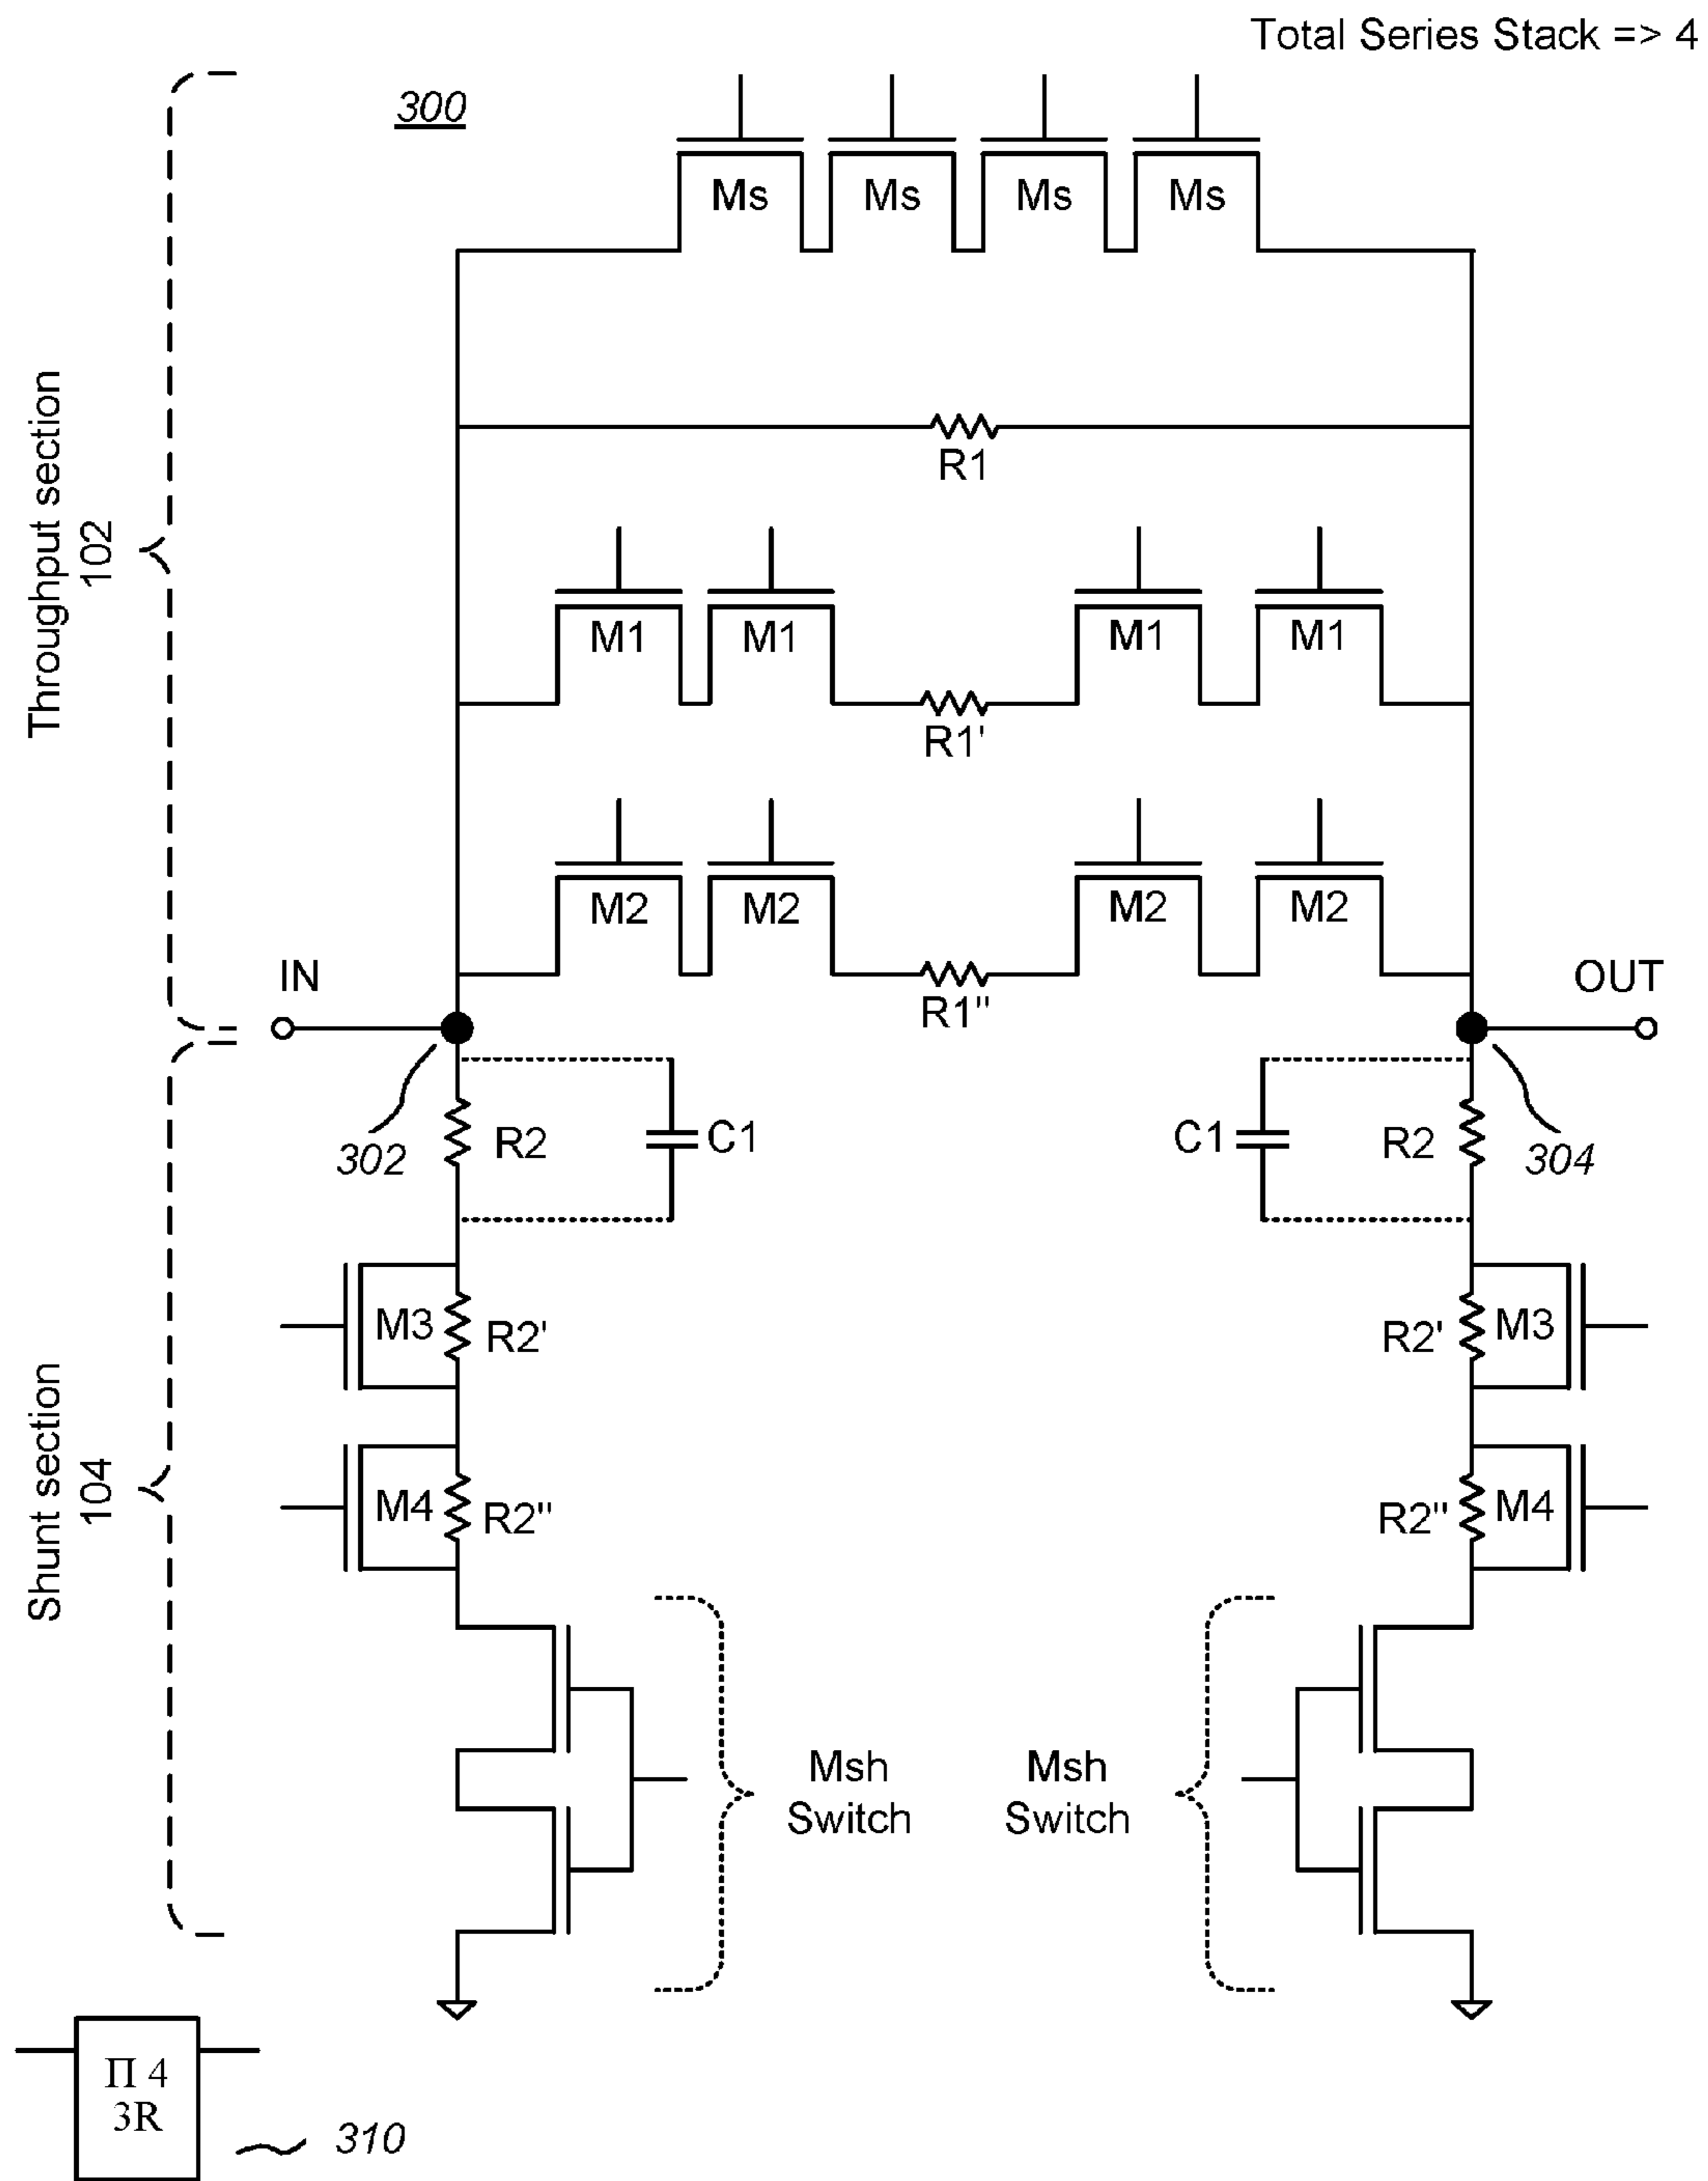 Total Series Stack => 4
300
Ms Ms Ms Ms
Throughput section
102
R1
M1 M1 M1 M1
R1'
M2 M2 M2 M2
R1"
IN
OUT
302
304
R2
C1
C1
R2
Shunt section
104
M3
R2'
R2'
M3
M4
R2"
R2"
M4
Msh
Switch
Msh
Switch
Π 4
3R
310